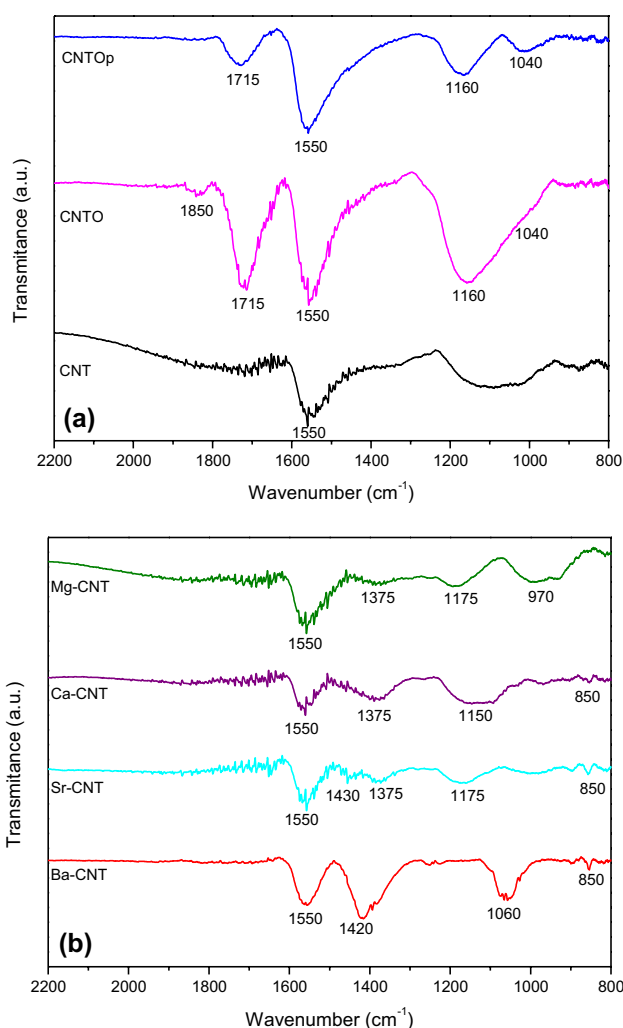 CNTOp
1715
1550
1160
1040
1850
CNTO
1715
1550
1160
1040
CNT
1550
(a)
Transmitance (a.u.)
2200 2000 1800 1600 1400 1200 1000 800
Wavenumber (cm⁻¹)
Mg-CNT
1550
1375
1175
970
Ca-CNT
1550
1375
1150
850
Sr-CNT
1550
1430
1375
1175
850
Ba-CNT
1550
1420
1060
850
(b)
Transmitance (a.u.)
2200 2000 1800 1600 1400 1200 1000 800
Wavenumber (cm⁻¹)